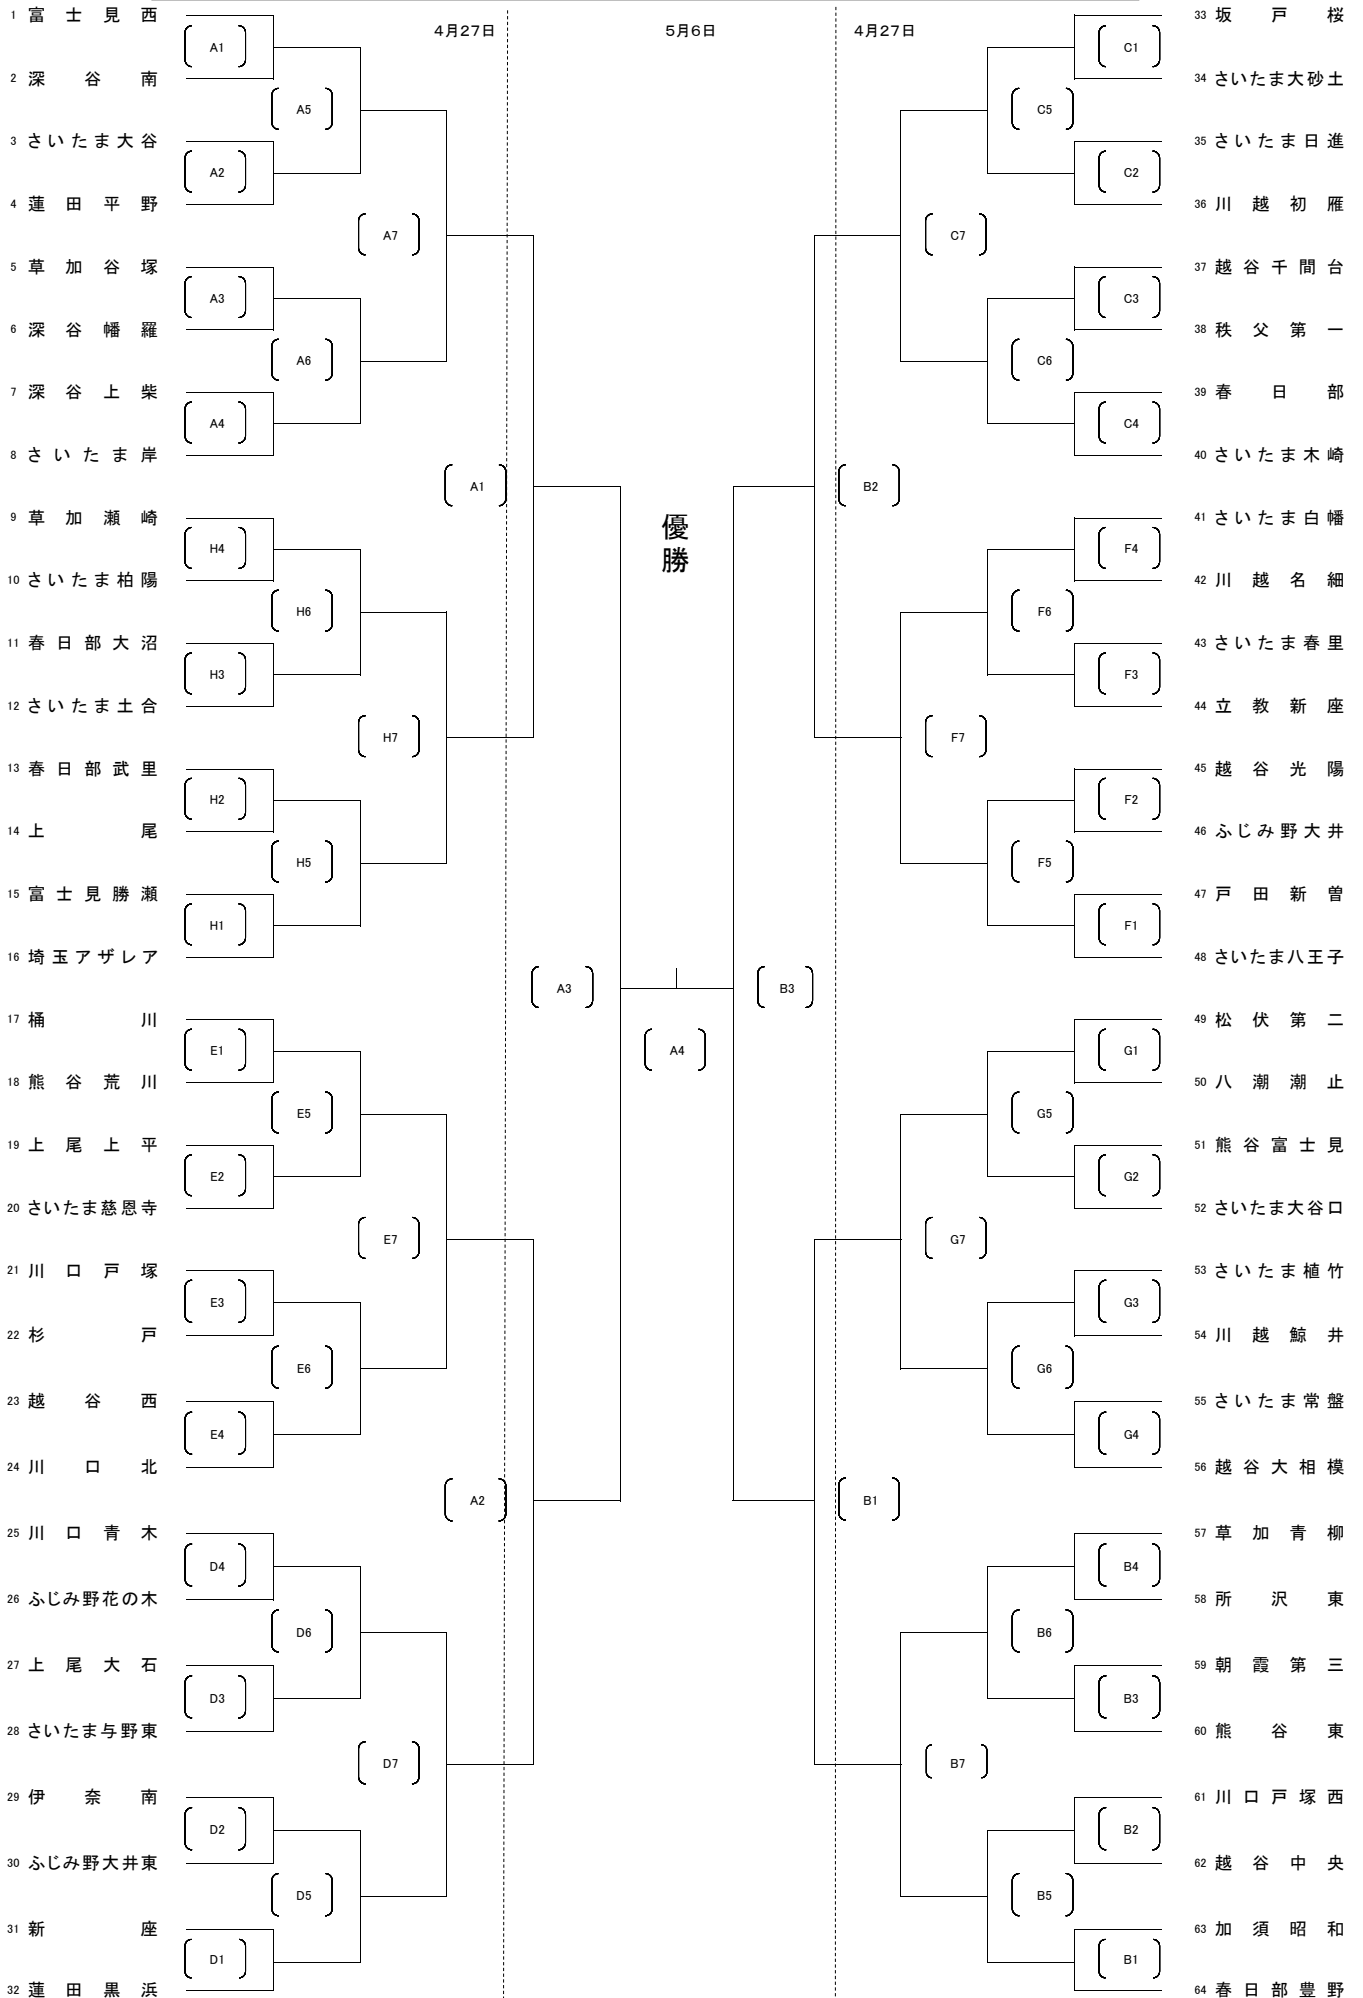 4月27日 5月6日 4月27日
1 富士見西
A1
2 深谷南
A5
3 さいたま大谷
A2
4 蓮田平野
A7
5 草加谷塚
A3
6 深谷幡羅
A6
7 深谷上柴
A4
8 さいたま岸
A1
9 草加瀬崎
H4
10 さいたま柏陽
H6
11 春日部大沼
H3
12 さいたま土合
H7
13 春日部武里
H2
14 上尾
H5
15 富士見勝瀬
H1
16 埼玉アザレア
A3
17 桶川
E1
18 熊谷荒川
E5
19 上尾上平
E2
20 さいたま慈恩寺
E7
21 川口戸塚
E3
22 杉戸
E6
23 越谷西
E4
24 川口北
A2
25 川口青木
D4
26 ふじみ野花の木
D6
27 上尾大石
D3
28 さいたま与野東
D7
29 伊奈南
D2
30 ふじみ野大井東
D5
31 新座
D1
32 蓮田黒浜
優勝
A4
33 坂戸桜
C1
34 さいたま大砂土
C5
35 さいたま日進
C2
36 川越初雁
C7
37 越谷千間台
C3
38 秩父第一
C6
39 春日部
C4
40 さいたま木崎
B2
41 さいたま白幡
F4
42 川越名細
F6
43 さいたま春里
F3
44 立教新座
F7
45 越谷光陽
F2
46 ふじみ野大井
F5
47 戸田新曽
F1
48 さいたま八王子
B3
49 松伏第二
G1
50 八潮潮止
G5
51 熊谷富士見
G2
52 さいたま大谷口
G7
53 さいたま植竹
G3
54 川越鯨井
G6
55 さいたま常盤
G4
56 越谷大相模
B1
57 草加青柳
B4
58 所沢東
B6
59 朝霞第三
B3
60 熊谷東
B7
61 川口戸塚西
B2
62 越谷中央
B5
63 加須昭和
B1
64 春日部豊野